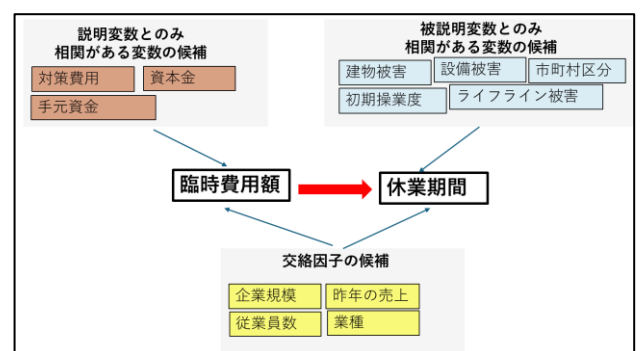 説明変数とのみ
相関がある変数の候補
対策費用
資本金
手元資金
被説明変数とのみ
相関がある変数の候補
建物被害
設備被害
市町村区分
初期操業度
ライフライン被害
臨時費用額
休業期間
交絡因子の候補
企業規模
昨年の売上
従業員数
業種